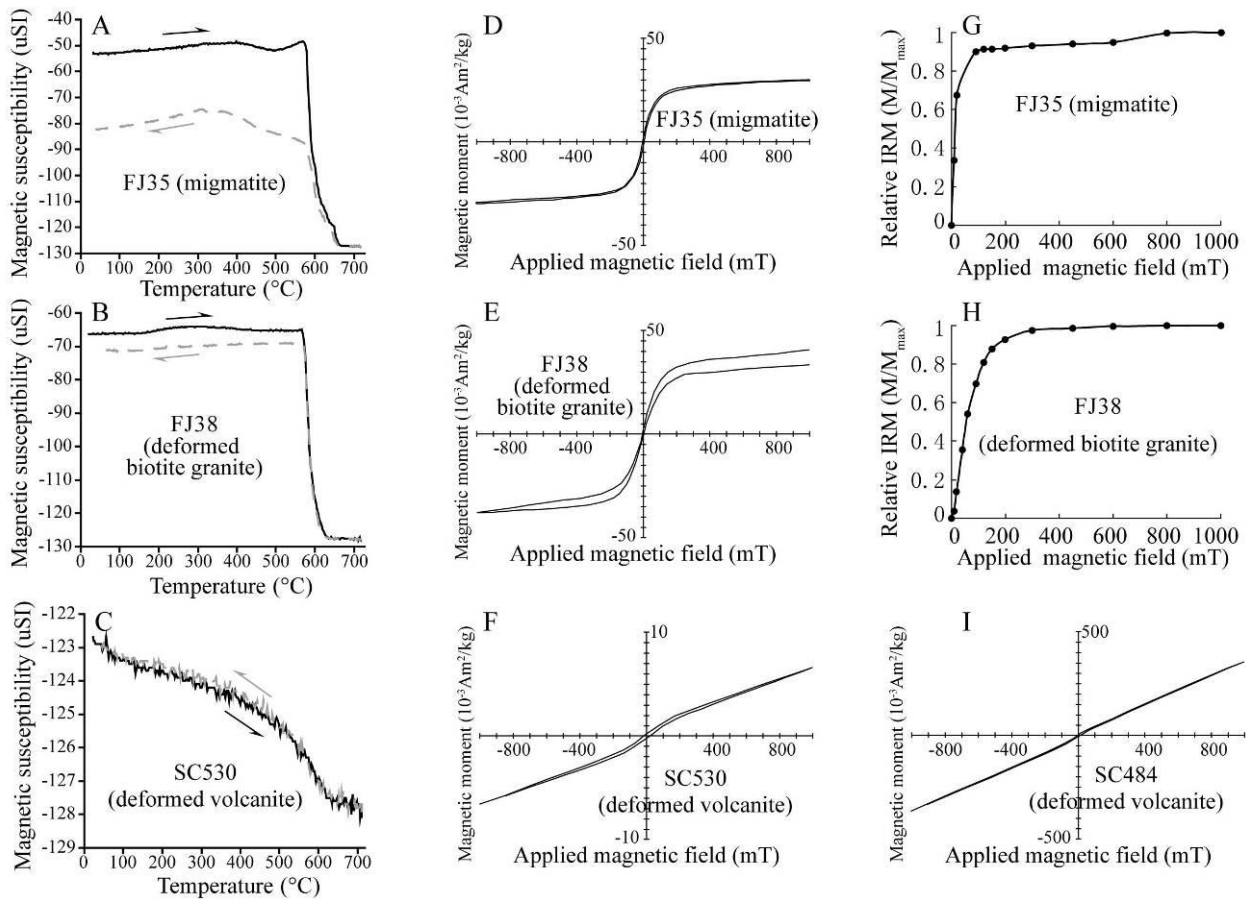 A
Magnetic susceptibility (uSI)
-40
-50
-60
-70
-80
-90
-100
-110
-120
-130
FJ35 (migmatite)
0 100 200 300 400 500 600 700
Temperature (°C)
D
Magnetic moment (10⁻³Am²/kg)
50
FJ35 (migmatite)
-800 -400 400 800
-50
Applied magnetic field (mT)
G
Relative IRM (M/Mmax)
1
0.8
0.6
0.4
0.2
0
FJ35 (migmatite)
0 200 400 600 800 1000
Applied magnetic field (mT)
B
Magnetic susceptibility (uSI)
-60
-70
-80
-90
-100
-110
-120
-130
FJ38
(deformed
biotite granite)
0 100 200 300 400 500 600 700
Temperature (°C)
E
Magnetic moment (10⁻³Am²/kg)
50
FJ38
(deformed
biotite granite)
-800 -400 400 800
-50
Applied magnetic field (mT)
H
Relative IRM (M/Mmax)
1
0.8
0.6
0.4
0.2
0
FJ38
(deformed biotite granite)
0 200 400 600 800 1000
Applied magnetic field (mT)
C
Magnetic susceptibility (uSI)
-122
-123
-124
-125
-126
-127
-128
-129
SC530
(deformed volcanite)
0 100 200 300 400 500 600 700
Temperature (°C)
F
Magnetic moment (10⁻³Am²/kg)
10
-800 -400 400 800
SC530
(deformed volcanite)
-10
Applied magnetic field (mT)
I
Magnetic moment (10⁻³Am²/kg)
500
-800 -400 400 800
SC484
(deformed volcanite)
-500
Applied magnetic field (mT)